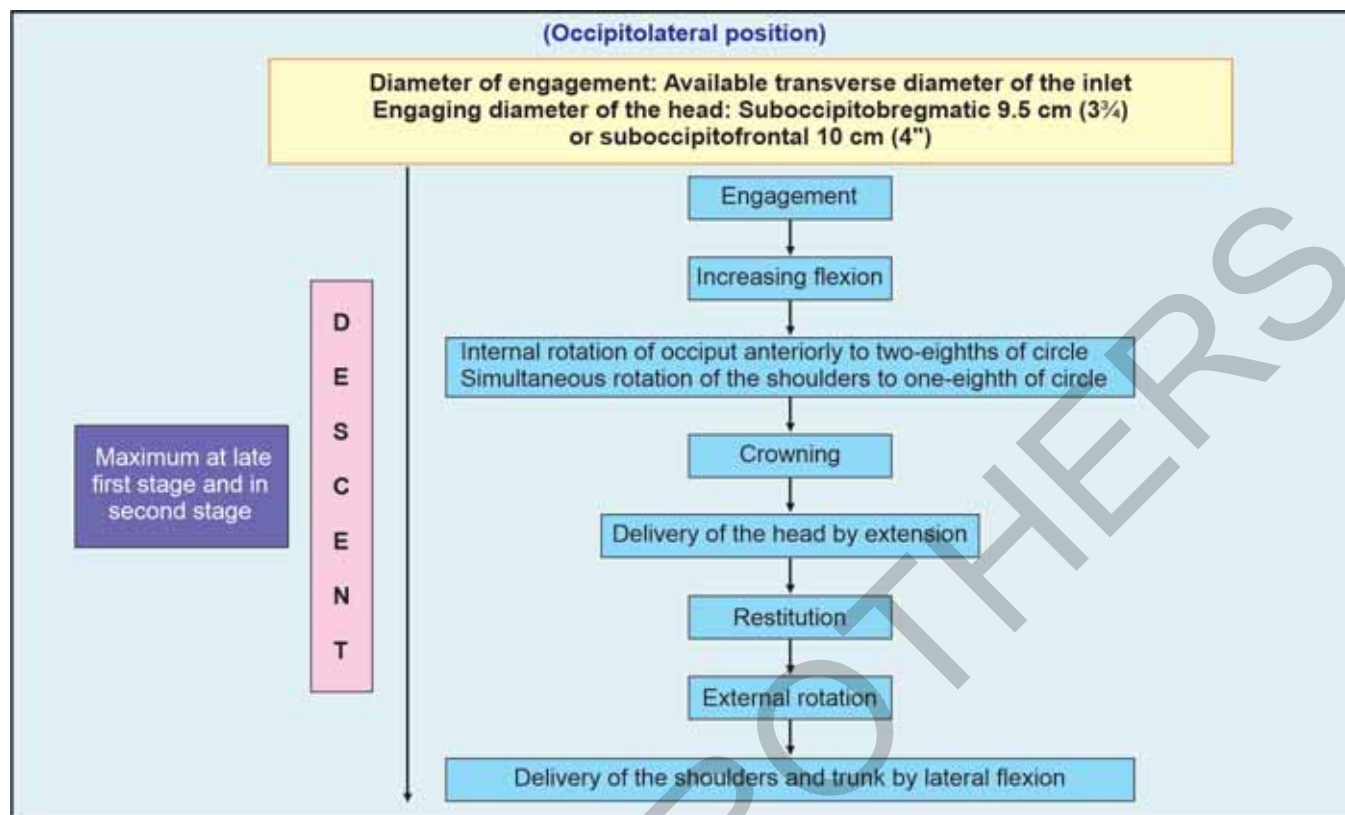 (Occipitolateral position)
Diameter of engagement: Available transverse diameter of the inlet
Engaging diameter of the head: Suboccipitobregmatic 9.5 cm (3¾)
or suboccipitofrontal 10 cm (4")
Engagement
Increasing flexion
Internal rotation of occiput anteriorly to two-eighths of circle
Simultaneous rotation of the shoulders to one-eighth of circle
Crowning
Delivery of the head by extension
Restitution
External rotation
Delivery of the shoulders and trunk by lateral flexion
D
E
S
C
E
N
T
Maximum at late
first stage and in
second stage
POTHERS